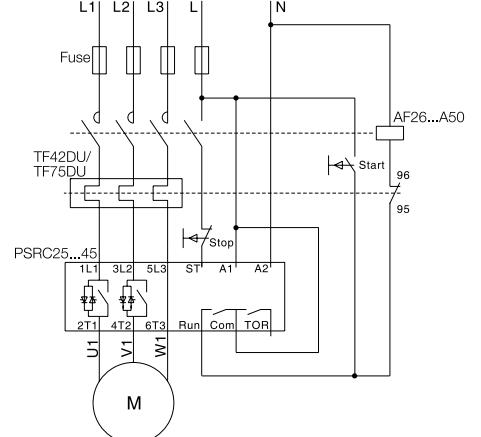 L1 L2 L3 L N
Fuse
AF26...A50
TF42DU/
TF75DU
Start
96
95
Stop
PSRC25...45
1L1 3L2 5L3 ST A1 A2
2T1 4T2 6T3 Run Com TOR
U1 V1 W1
M